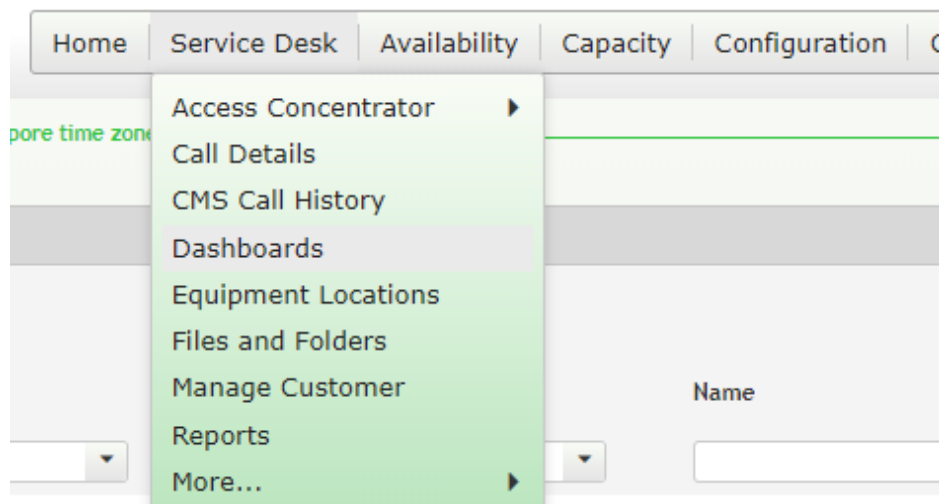 Home Service Desk Availability Capacity Configuration
Access Concentrator
pore time zone
Call Details
CMS Call History
Dashboards
Equipment Locations
Files and Folders
Manage Customer
Name
Reports
More...